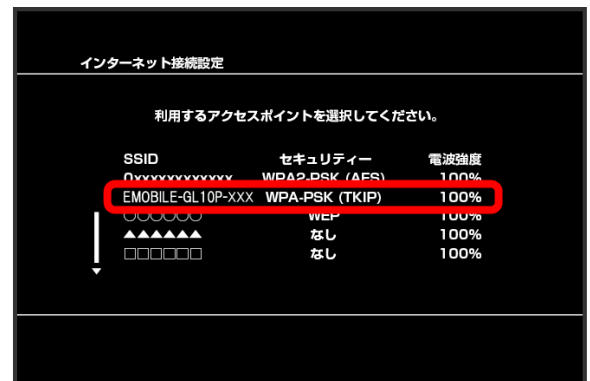 インターネット接続設定
利用するアクセスポイントを選択してください。
SSID セキュリティー 電波強度
0xxxxxxxxxxxx WPA2-PSK (AES) 100%
EMOBILE-GL10P-XXX WPA-PSK (TKIP) 100%
○○○○○○ WEP 100%
▲▲▲▲▲▲ なし 100%
□□□□□□ なし 100%